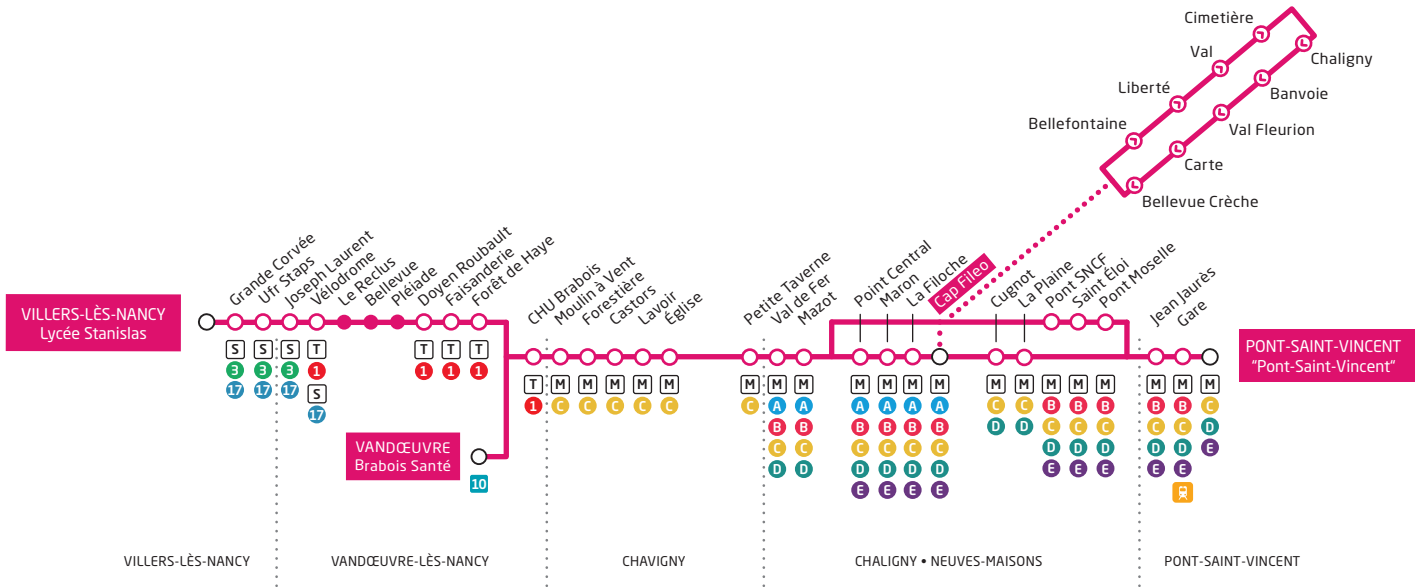 Cimetière
Val
Liberté
Bellefontaine
Chaligny
Banvoie
Val Fleurion
Carte
Bellevue Crèche
VILLERS-LÈS-NANCY
Lycée Stanislas
Grande Corvée
Ufr Staps
Joseph Laurent
Vélodrome
Le Reclus
Bellevue
Pléiade
Doyen Roubault
Faisanderie
Forêt de Haye
CHU Brabois
Moulin à Vent
Forestière
Castors
Lavoir
Église
Petite Taverne
Val de Fer
Mazot
Point Central
Maron
La Filoche
Cap Fileo
Cugnot
La Plaine
Pont SNCF
Saint Éloi
Pont Moselle
Jean Jaurès
Gare
PONT-SAINT-VINCENT
"Pont-Saint-Vincent"
S S S T T T T
3 3 3 1 1 1 1
17 17 17 S
17
T M M M M M M M M M M M M M M M M M M M M
1 C C C C C C A A A A A A C C B B B B B C
B B B B B B D D C C C C C D
C C C C C C D D D D D E
D D D D D D E E E E E
E E E E
VANDŒUVRE
Brabois Santé
10
VILLERS-LÈS-NANCY
VANDŒUVRE-LÈS-NANCY
CHAVIGNY
CHALIGNY • NEUVES-MAISONS
PONT-SAINT-VINCENT